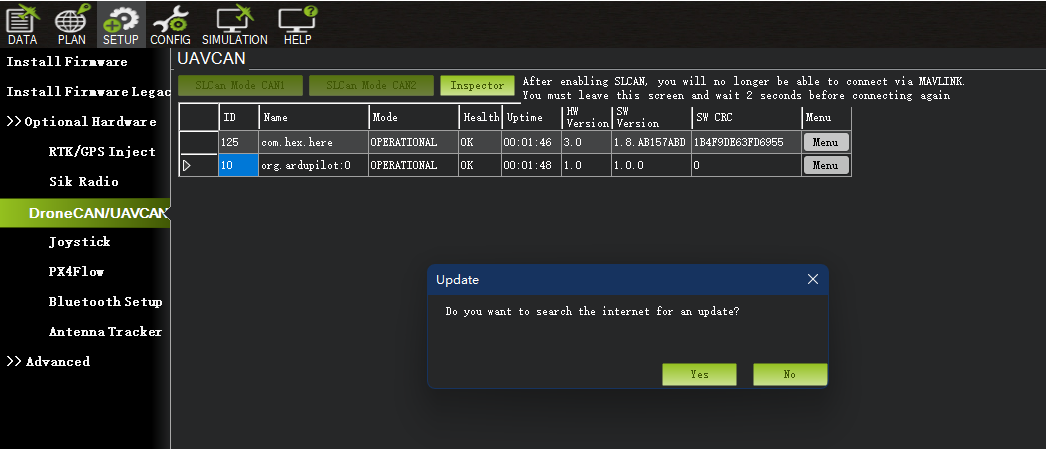 DATA PLAN SETUP CONFIG SIMULATION HELP
Install Firmware
Install Firmware Legac
>> Optional Hardware
RTK/GPS Inject
Sik Radio
DroneCAN/UAVCAN
Joystick
PX4Flow
Bluetooth Setup
Antenna Tracker
>> Advanced
UAVCAN
SLCan Mode CAN1 SLCan Mode CAN2 Inspector
After enabling SLCAN, you will no longer be able to connect via MAVLINK.
You must leave this screen and wait 2 seconds before connecting again
ID Name Mode Health Uptime HW Version SW Version SW CRC Menu
125 com.hex.here OPERATIONAL OK 00:01:46 3.0 1.8.AB157ABD 1B4F9DE63FD6955 Menu
10 org.ardupilot:0 OPERATIONAL OK 00:01:48 1.0 1.0.0 0 Menu
Update
Do you want to search the internet for an update?
Yes No